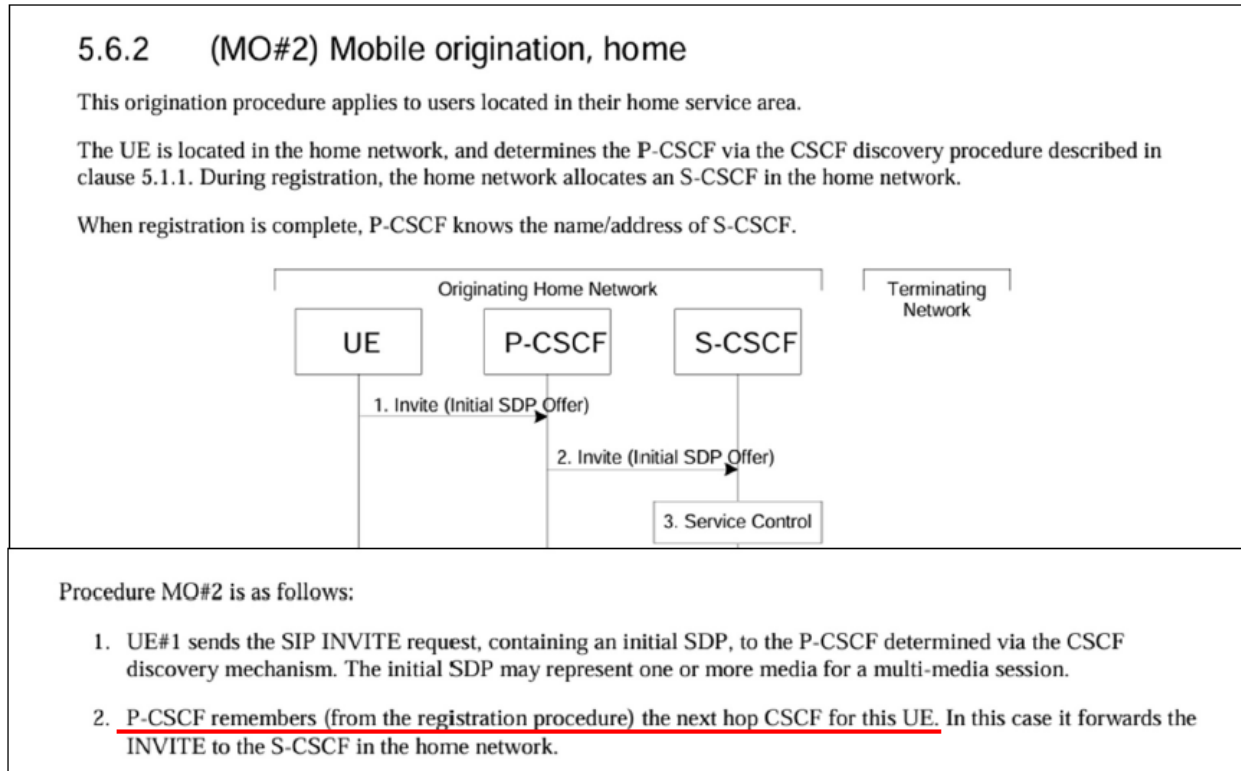 5.6.2 (MO#2) Mobile origination, home
This origination procedure applies to users located in their home service area.
The UE is located in the home network, and determines the P-CSCF via the CSCF discovery procedure described in
clause 5.1.1. During registration, the home network allocates an S-CSCF in the home network.
When registration is complete, P-CSCF knows the name/address of S-CSCF.
Originating Home Network
Terminating
Network
UE
P-CSCF
S-CSCF
1. Invite (Initial SDP Offer)
2. Invite (Initial SDP Offer)
3. Service Control
Procedure MO#2 is as follows:
1. UE#1 sends the SIP INVITE request, containing an initial SDP, to the P-CSCF determined via the CSCF
discovery mechanism. The initial SDP may represent one or more media for a multi-media session.
2. P-CSCF remembers (from the registration procedure) the next hop CSCF for this UE. In this case it forwards the
INVITE to the S-CSCF in the home network.